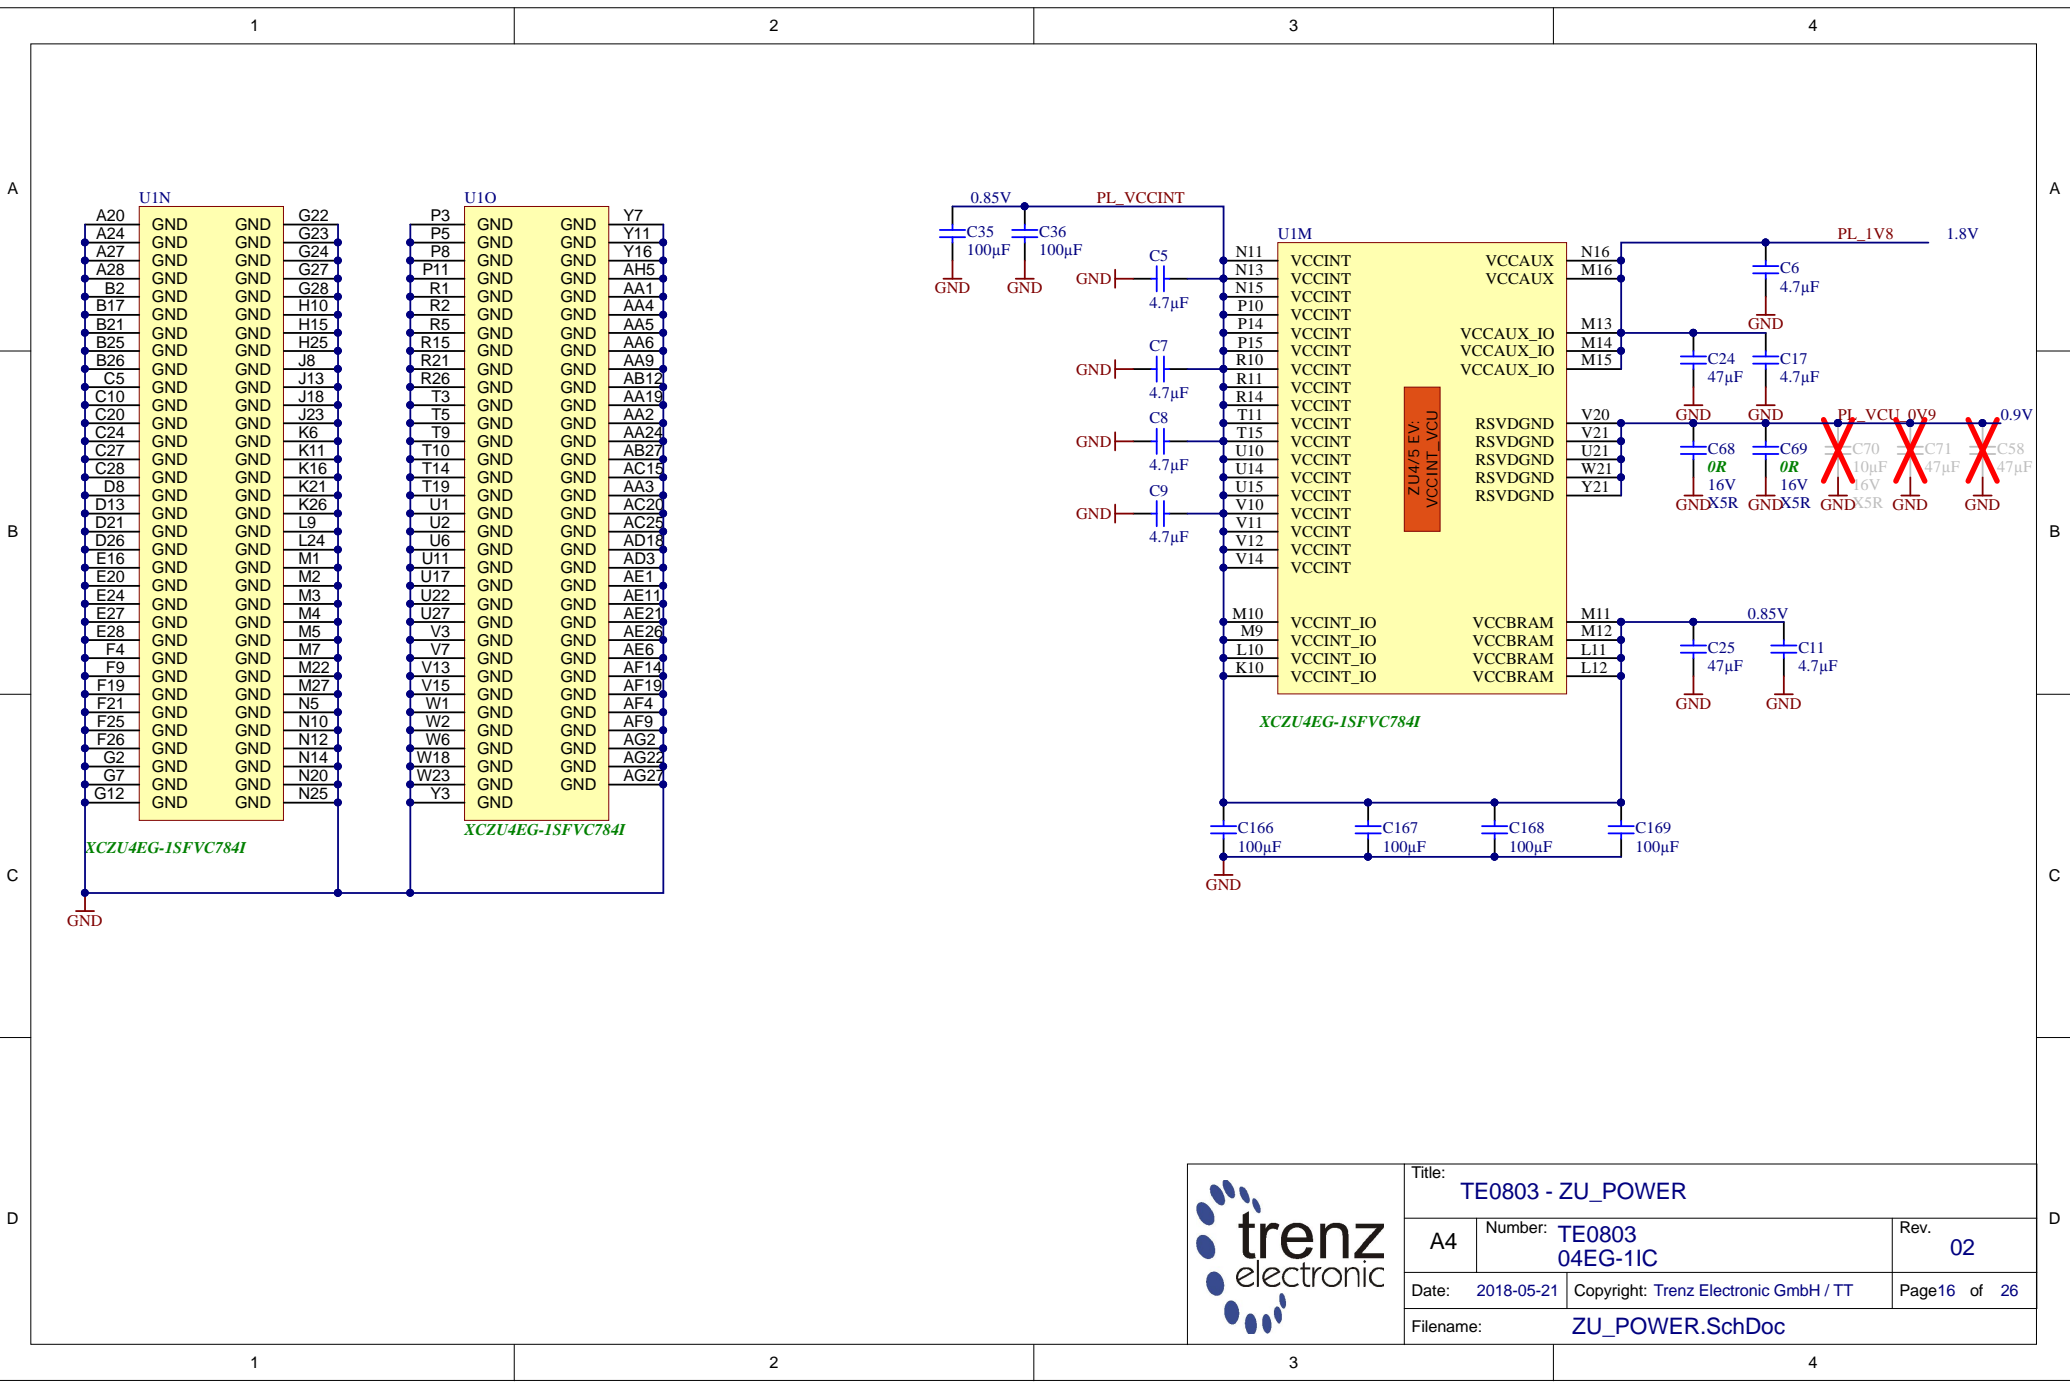 1 2 3 4
A A
B B
C C
D D
U1N
A20 GND GND G22
A24 GND GND G23
A27 GND GND G24
A28 GND GND G27
B2 GND GND G28
B17 GND GND H10
B21 GND GND H15
B25 GND GND H25
B26 GND GND J8
C5 GND GND J13
C10 GND GND J18
C20 GND GND J23
C24 GND GND K6
C27 GND GND K11
C28 GND GND K16
D8 GND GND K21
D13 GND GND K26
D21 GND GND L9
D26 GND GND L24
E16 GND GND M1
E20 GND GND M2
E24 GND GND M3
E27 GND GND M4
E28 GND GND M5
F4 GND GND M7
F9 GND GND M22
F19 GND GND M27
F21 GND GND N5
F25 GND GND N10
F26 GND GND N12
G2 GND GND N14
G7 GND GND N20
G12 GND GND N25
XCZU4EG-1SFVC784I
GND
U1O
P3 GND GND Y7
P5 GND GND Y11
P8 GND GND Y16
P11 GND GND AH5
R1 GND GND AA1
R2 GND GND AA4
R5 GND GND AA5
R15 GND GND AA6
R21 GND GND AA9
R26 GND GND AB12
T3 GND GND AA19
T5 GND GND AA2
T9 GND GND AA24
T10 GND GND AB27
T14 GND GND AC15
T19 GND GND AA3
U1 GND GND AC20
U2 GND GND AC25
U6 GND GND AD18
U11 GND GND AD3
U17 GND GND AE1
U22 GND GND AE11
U27 GND GND AE21
V3 GND GND AE26
V7 GND GND AE6
V13 GND GND AF14
V15 GND GND AF19
W1 GND GND AF4
W2 GND GND AF9
W6 GND GND AG2
W18 GND GND AG22
W23 GND GND AG27
Y3 GND
XCZU4EG-1SFVC784I
0.85V PL_VCCINT
C35 C36
100µF 100µF
GND GND
C5
GND
4.7µF
C7
GND
4.7µF
C8
GND
4.7µF
C9
GND
4.7µF
U1M
N11 VCCINT VCCAUX N16
N13 VCCINT VCCAUX M16
N15 VCCINT
P10 VCCINT
P14 VCCINT VCCAUX_IO M13
P15 VCCINT VCCAUX_IO M14
R10 VCCINT VCCAUX_IO M15
R11 VCCINT
R14 VCCINT
T11 VCCINT RSVDGND V20
T15 VCCINT RSVDGND V21
U10 VCCINT RSVDGND U21
U14 VCCINT RSVDGND W21
U15 VCCINT RSVDGND Y21
V10 VCCINT
V11 VCCINT
V12 VCCINT
V14 VCCINT
M10 VCCINT_IO VCCBRAM M11
M9 VCCINT_IO VCCBRAM M12
L10 VCCINT_IO VCCBRAM L11
K10 VCCINT_IO VCCBRAM L12
ZU4/5 EV:
VCCINT_VCU
XCZU4EG-1SFVC784I
PL_1V8 1.8V
C6
4.7µF
GND
C24 C17
47µF 4.7µF
GND GND
PL_VCU_0V9 0.9V
C68 C69 C70 C71 C58
0R 0R 10µF 47µF 47µF
16V 16V 16V
X5R X5R X5R
GND GND GND GND GND
0.85V
C25 C11
47µF 4.7µF
GND GND
C166 C167 C168 C169
100µF 100µF 100µF 100µF
GND
trenz
electronic
Title:
TE0803 - ZU_POWER
A4 Number: TE0803 Rev.
04EG-1IC 02
Date: 2018-05-21 Copyright: Trenz Electronic GmbH / TT Page16 of 26
Filename: ZU_POWER.SchDoc
1 2 3 4